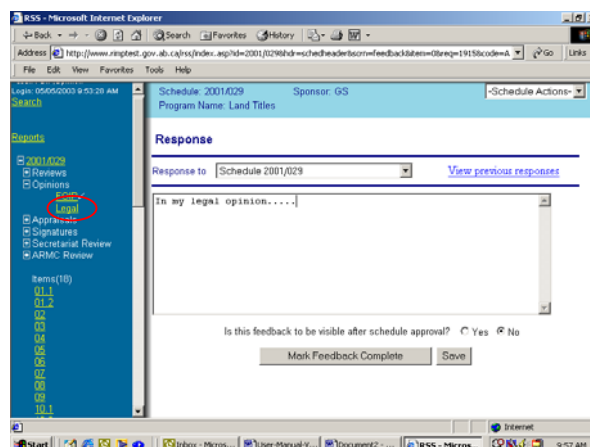 RSS - Microsoft Internet Explorer
Back
Search Favorites History
Address http://www.rimptest.gov.ab.ca/rss/index.asp?id=2001/029&hdr=schedheader&scrn=feedback&item=0&req=1915&code=A Go Links
File Edit View Favorites Tools Help
Login: 05/05/2003 9:53:28 AM
Search
Reports
2001/029
Reviews
Opinions
FOIP
Legal
Appraisals
Signatures
Secretariat Review
ARMC Review
Items(18)
01.1
01.2
02
03
04
05
06
07
08
09
10.1
Schedule: 2001/029 Sponsor: GS -Schedule Actions-
Program Name: Land Titles
Response
Response to Schedule 2001/029 View previous responses
In my legal opinion.....
Is this feedback to be visible after schedule approval? Yes No
Mark Feedback Complete Save
Internet
Start Inbox - Micros... User-Manual-V... Document2 - ... RSS - Micros... 9:57 AM